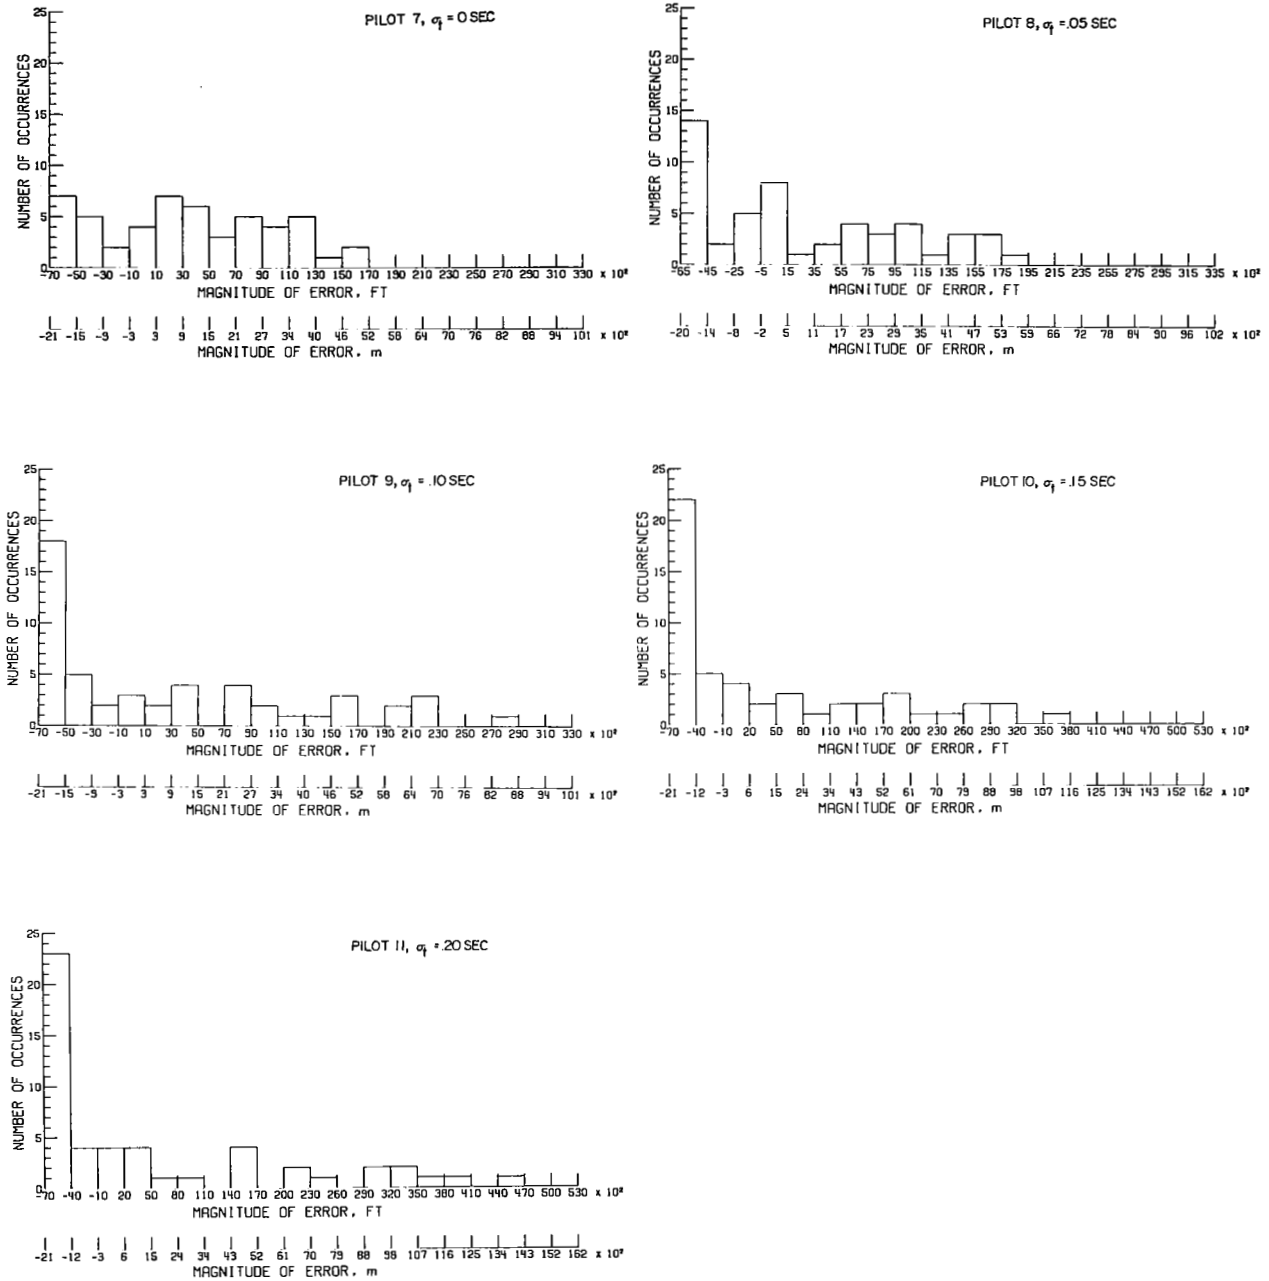 PILOT 7, σt = 0 SEC
NUMBER OF OCCURRENCES
25
20
15
10
5
0
-70 -50 -30 -10 10 30 50 70 90 110 130 150 170 190 210 230 250 270 290 310 330 x 10²
MAGNITUDE OF ERROR, FT
-21 -15 -9 -3 3 9 15 21 27 34 40 46 52 58 64 70 76 82 88 94 101 x 10²
MAGNITUDE OF ERROR, m
PILOT 8, σt = .05 SEC
NUMBER OF OCCURRENCES
25
20
15
10
5
0
-65 -45 -25 -5 15 35 55 75 95 115 135 155 175 195 215 235 255 275 295 315 335 x 10²
MAGNITUDE OF ERROR, FT
-20 -14 -8 -2 5 11 17 23 29 35 41 47 53 59 66 72 78 84 90 96 102 x 10²
MAGNITUDE OF ERROR, m
PILOT 9, σt = .10 SEC
NUMBER OF OCCURRENCES
25
20
15
10
5
0
-70 -50 -30 -10 10 30 50 70 90 110 130 150 170 190 210 230 250 270 290 310 330 x 10²
MAGNITUDE OF ERROR, FT
-21 -15 -9 -3 3 9 15 21 27 34 40 46 52 58 64 70 76 82 88 94 101 x 10²
MAGNITUDE OF ERROR, m
PILOT 10, σt = .15 SEC
NUMBER OF OCCURRENCES
25
20
15
10
5
0
-70 -40 -10 20 50 80 110 140 170 200 230 260 290 320 350 380 410 440 470 500 530 x 10²
MAGNITUDE OF ERROR, FT
-21 -12 -3 6 15 24 34 43 52 61 70 79 88 98 107 116 125 134 143 152 162 x 10²
MAGNITUDE OF ERROR, m
PILOT 11, σt = .20 SEC
NUMBER OF OCCURRENCES
25
20
15
10
5
0
-70 -40 -10 20 50 80 110 140 170 200 230 260 290 320 350 380 410 440 470 500 530 x 10²
MAGNITUDE OF ERROR, FT
-21 -12 -3 6 15 24 34 43 52 61 70 79 88 98 107 116 125 134 143 152 162 x 10²
MAGNITUDE OF ERROR, m